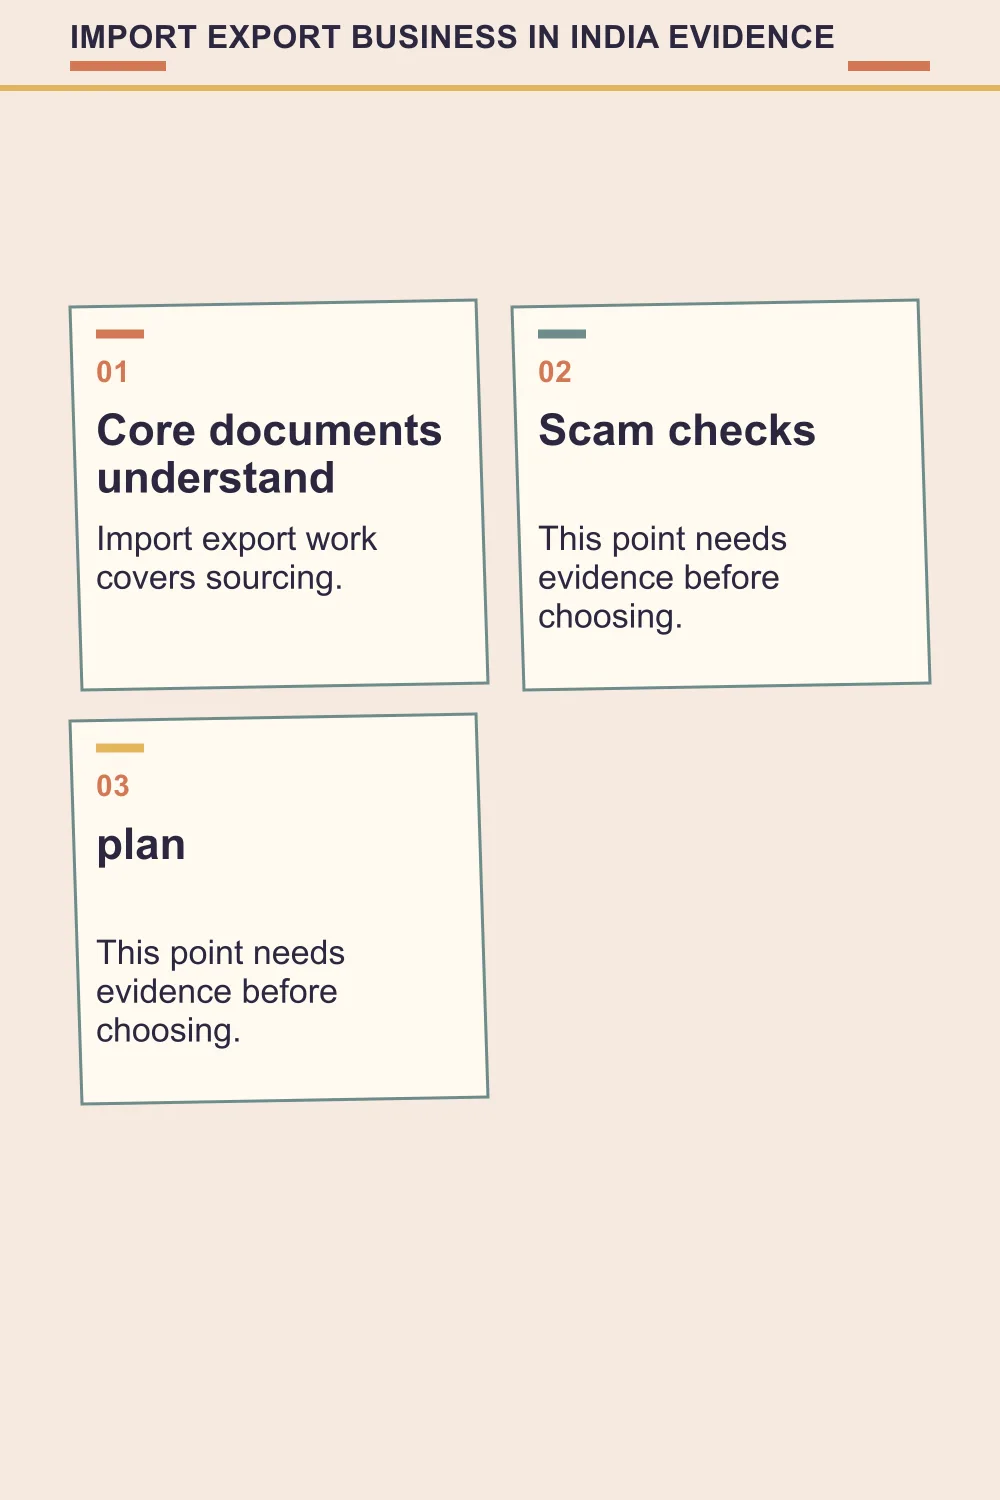 IMPORT EXPORT BUSINESS IN INDIA EVIDENCE
01
Core documents
understand
Import export work
covers sourcing.
02
Scam checks
This point needs
evidence before
choosing.
03
plan
This point needs
evidence before
choosing.